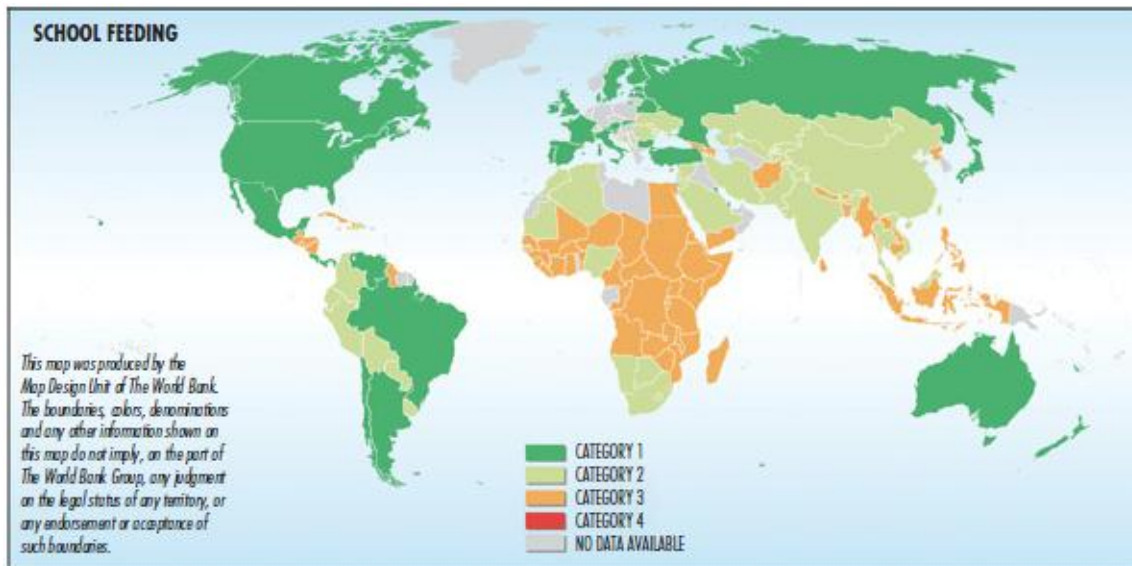 SCHOOL FEEDING
This map was produced by the
Map Design Unit of The World Bank.
The boundaries, colors, denominations
and any other information shown on
this map do not imply, on the part of
The World Bank Group, any judgment
on the legal status of any territory, or
any endorsement or acceptance of
such boundaries.
CATEGORY 1
CATEGORY 2
CATEGORY 3
CATEGORY 4
NO DATA AVAILABLE